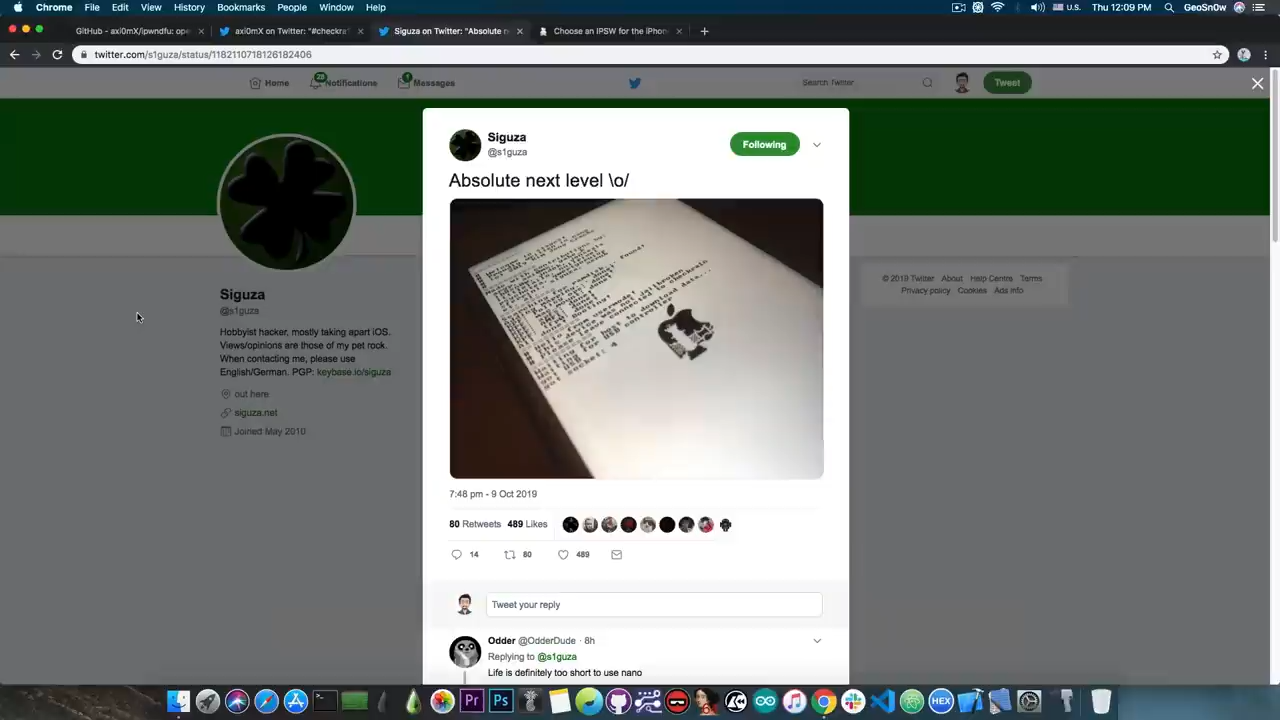 Chrome File Edit View History Bookmarks People Window Help U.S. Thu 12:09 PM GeoSn0w
GitHub - axi0mX/ipwndfu: ope
axi0mX on Twitter: "#checkra
Siguza on Twitter: "Absolute n
Choose an IPSW for the iPhon
twitter.com/s1guza/status/1182110718126182406
Home 28 Notifications 1 Messages Search Twitter Tweet
Siguza
@s1guza
Following
Absolute next level \o/
7:48 pm - 9 Oct 2019
80 Retweets 489 Likes
14 80 489
Tweet your reply
Odder @OdderDude · 8h
Replying to @s1guza
Life is definitely too short to use nano
Siguza
@s1guza
Hobbyist hacker, mostly taking apart iOS.
Views/opinions are those of my pet rock.
When contacting me, please use
English/German. PGP: keybase.io/siguza
out here
siguza.net
Joined May 2010
© 2019 Twitter About Help Centre Terms
Privacy policy Cookies Ads info
Pr Ps HEX